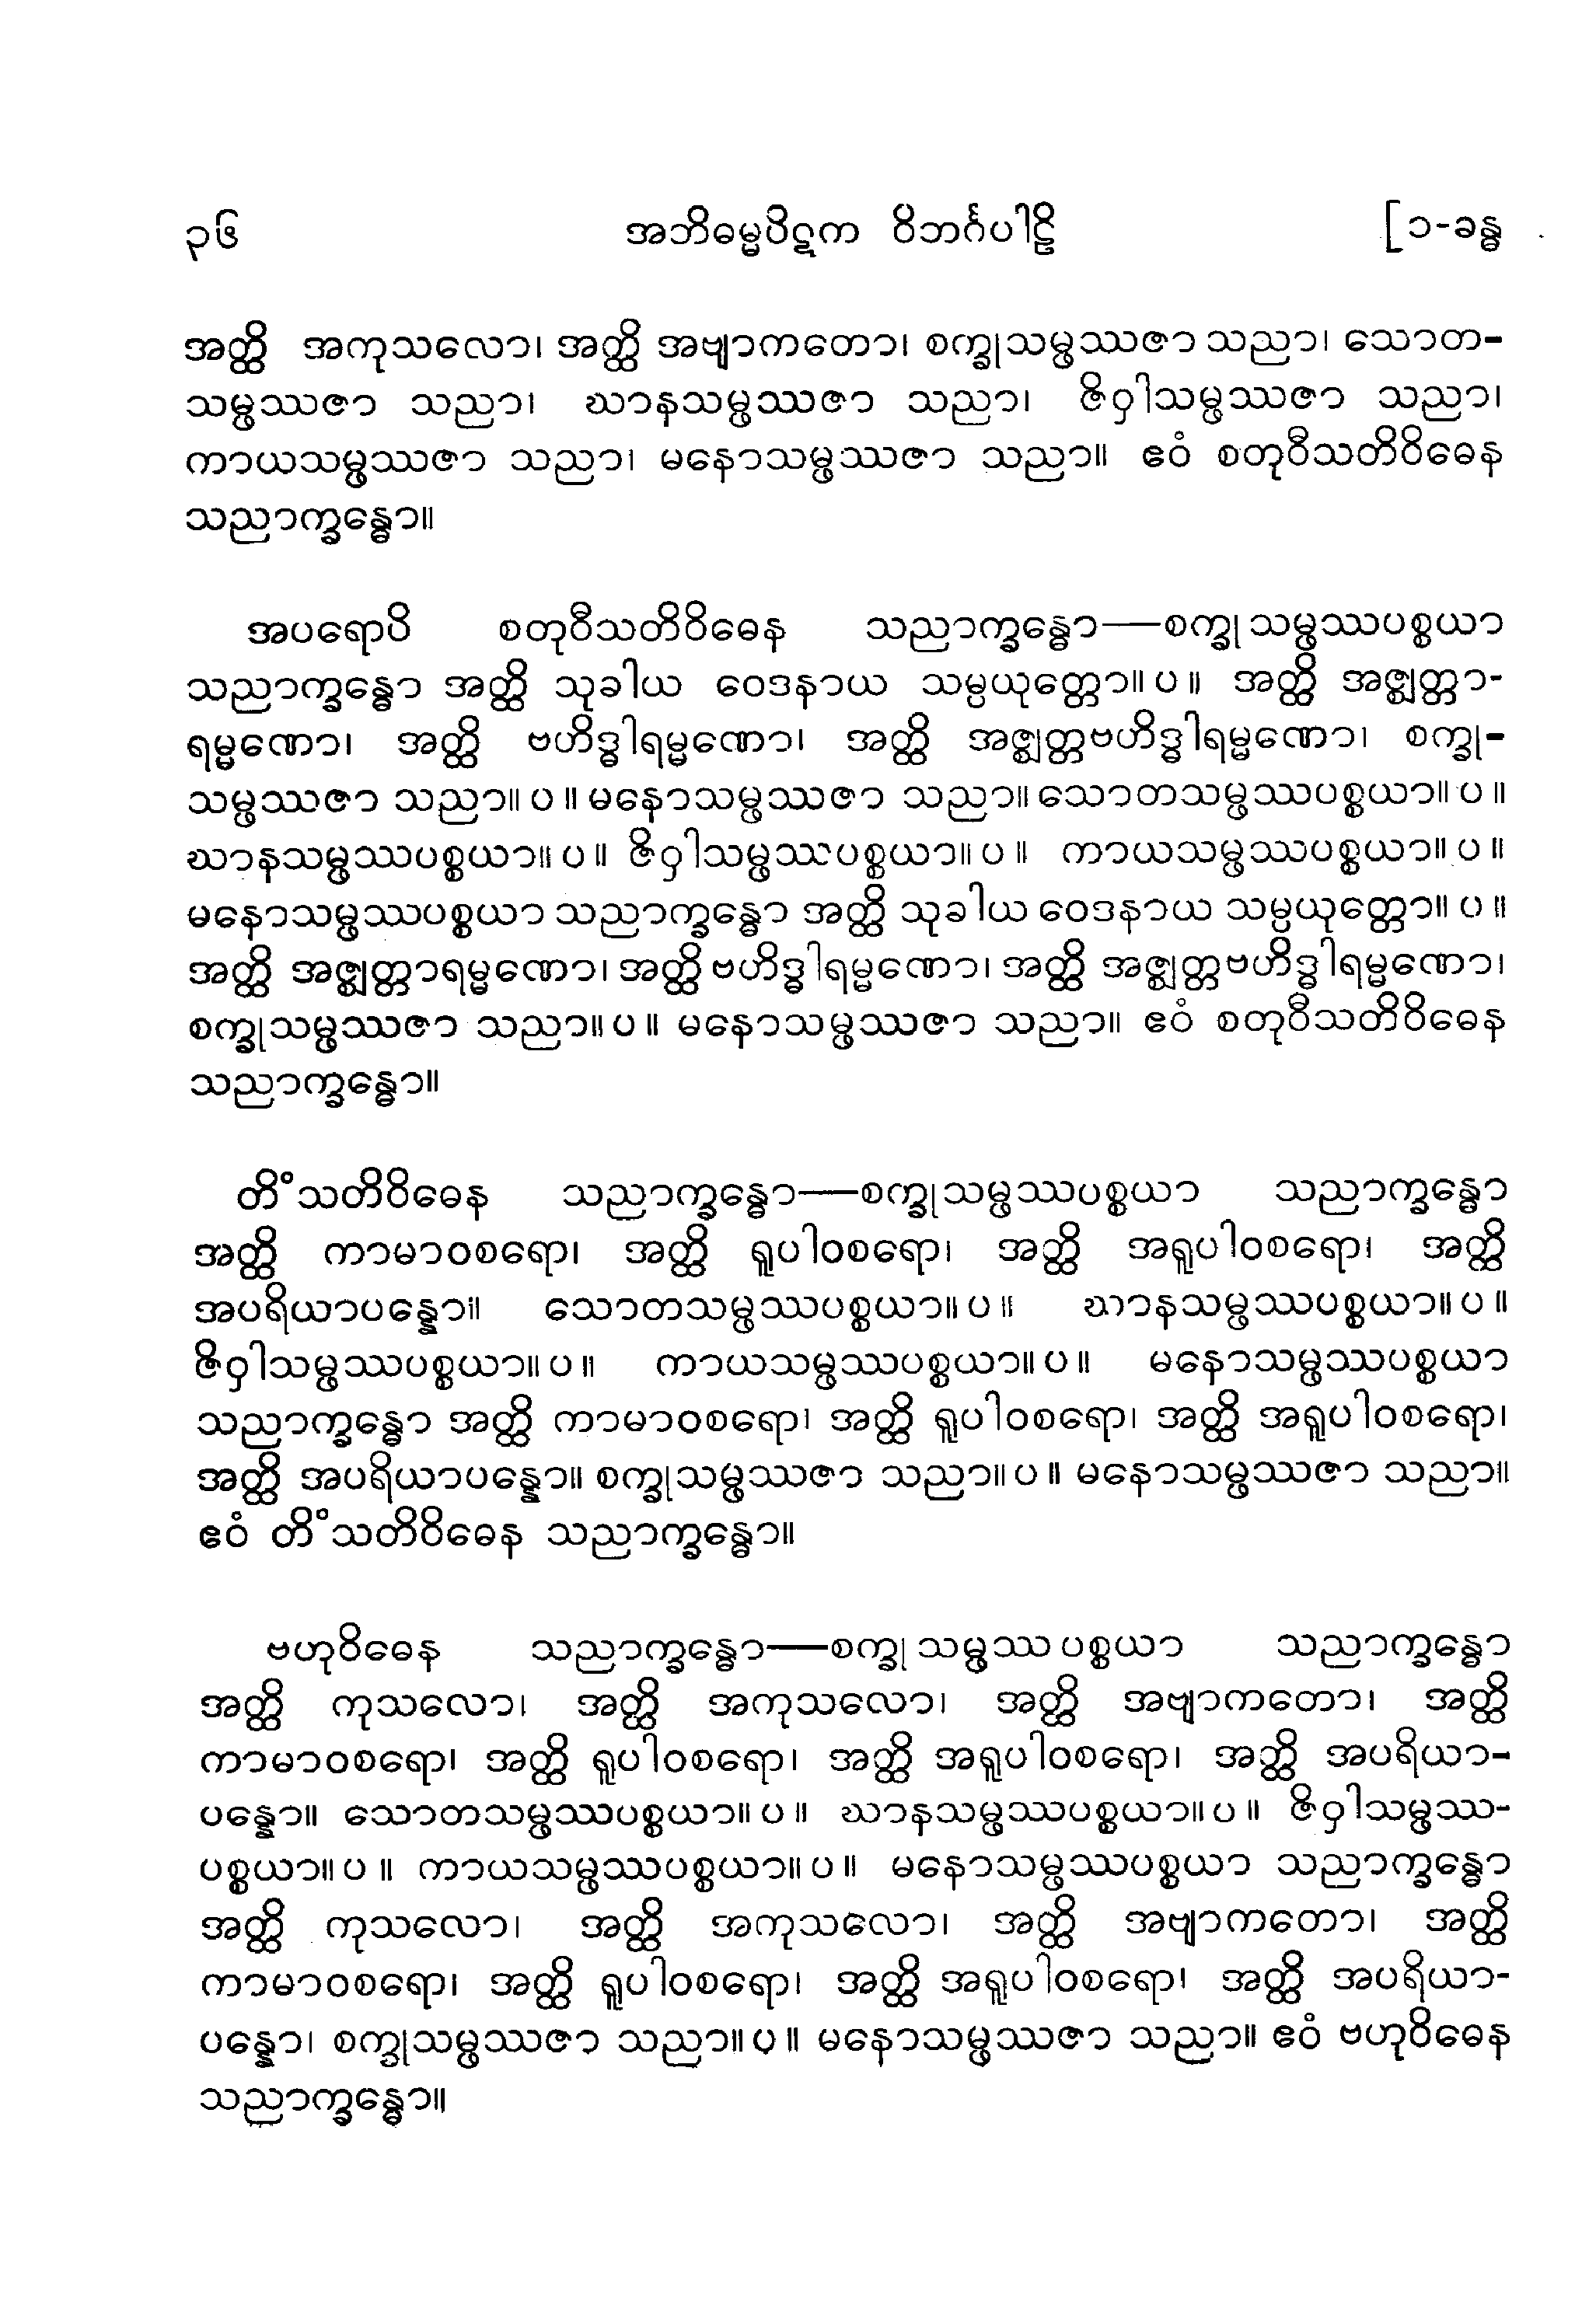 ၃၆ အဘိဓမ္မပိဋက ဝိဘင်္ဂပါဠိ [၁-ခန္ဓ
အတ္ထိ အကုသလော၊ အတ္ထိ အဗျာကတော၊ စက္ခုသမ္ဖဿဇာ သညာ၊ သောတ-
သမ္ဖဿဇာ သညာ၊ ဃာနသမ္ဖဿဇာ သညာ၊ ဇိဝှါသမ္ဖဿဇာ သညာ၊
ကာယသမ္ဖဿဇာ သညာ၊ မနောသမ္ဖဿဇာ သညာ။ ဧဝံ စတုဝီသတိဝိဓေန
သညာက္ခန္ဓော။
အပရောပိ စတုဝီသတိဝိဓေန သညာက္ခန္ဓော—စက္ခုသမ္ဖဿပစ္စယာ
သညာက္ခန္ဓော အတ္ထိ သုခါယ ဝေဒနာယ သမ္ပယုတ္တော။ ပ။ အတ္ထိ အဇ္ဈတ္တာ-
ရမ္မဏော၊ အတ္ထိ ဗဟိဒ္ဓါရမ္မဏော၊ အတ္ထိ အဇ္ဈတ္တဗဟိဒ္ဓါရမ္မဏော၊ စက္ခု-
သမ္ဖဿဇာ သညာ။ ပ။ မနောသမ္ဖဿဇာ သညာ။ သောတသမ္ဖဿပစ္စယာ။ ပ။
ဃာနသမ္ဖဿပစ္စယာ။ ပ။ ဇိဝှါသမ္ဖဿပစ္စယာ။ ပ။ ကာယသမ္ဖဿပစ္စယာ။ ပ။
မနောသမ္ဖဿပစ္စယာ သညာက္ခန္ဓော အတ္ထိ သုခါယ ဝေဒနာယ သမ္ပယုတ္တော။ ပ။
အတ္ထိ အဇ္ဈတ္တာရမ္မဏော၊ အတ္ထိ ဗဟိဒ္ဓါရမ္မဏော၊ အတ္ထိ အဇ္ဈတ္တဗဟိဒ္ဓါရမ္မဏော၊
စက္ခုသမ္ဖဿဇာ သညာ။ ပ။ မနောသမ္ဖဿဇာ သညာ။ ဧဝံ စတုဝီသတိဝိဓေန
သညာက္ခန္ဓော။
တိံသတိဝိဓေန သညာက္ခန္ဓော—စက္ခုသမ္ဖဿပစ္စယာ သညာက္ခန္ဓော
အတ္ထိ ကာမာဝစရော၊ အတ္ထိ ရူပါဝစရော၊ အတ္ထိ အရူပါဝစရော၊ အတ္ထိ
အပရိယာပန္နော။ သောတသမ္ဖဿပစ္စယာ။ ပ။ ဃာနသမ္ဖဿပစ္စယာ။ ပ။
ဇိဝှါသမ္ဖဿပစ္စယာ။ ပ။ ကာယသမ္ဖဿပစ္စယာ။ ပ။ မနောသမ္ဖဿပစ္စယာ
သညာက္ခန္ဓော အတ္ထိ ကာမာဝစရော၊ အတ္ထိ ရူပါဝစရော၊ အတ္ထိ အရူပါဝစရော၊
အတ္ထိ အပရိယာပန္နော။ စက္ခုသမ္ဖဿဇာ သညာ။ ပ။ မနောသမ္ဖဿဇာ သညာ။
ဧဝံ တိံသတိဝိဓေန သညာက္ခန္ဓော။
ဗဟုဝိဓေန သညာက္ခန္ဓော—စက္ခုသမ္ဖဿပစ္စယာ သညာက္ခန္ဓော
အတ္ထိ ကုသလော၊ အတ္ထိ အကုသလော၊ အတ္ထိ အဗျာကတော၊ အတ္ထိ
ကာမာဝစရော၊ အတ္ထိ ရူပါဝစရော၊ အတ္ထိ အရူပါဝစရော၊ အတ္ထိ အပရိယာ-
ပန္နော။ သောတသမ္ဖဿပစ္စယာ။ ပ။ ဃာနသမ္ဖဿပစ္စယာ။ ပ။ ဇိဝှါသမ္ဖဿ-
ပစ္စယာ။ ပ။ ကာယသမ္ဖဿပစ္စယာ။ ပ။ မနောသမ္ဖဿပစ္စယာ သညာက္ခန္ဓော
အတ္ထိ ကုသလော၊ အတ္ထိ အကုသလော၊ အတ္ထိ အဗျာကတော၊ အတ္ထိ
ကာမာဝစရော၊ အတ္ထိ ရူပါဝစရော၊ အတ္ထိ အရူပါဝစရော၊ အတ္ထိ အပရိယာ-
ပန္နော၊ စက္ခုသမ္ဖဿဇာ သညာ။ ပ။ မနောသမ္ဖဿဇာ သညာ။ ဧဝံ ဗဟုဝိဓေန
သညာက္ခန္ဓော။